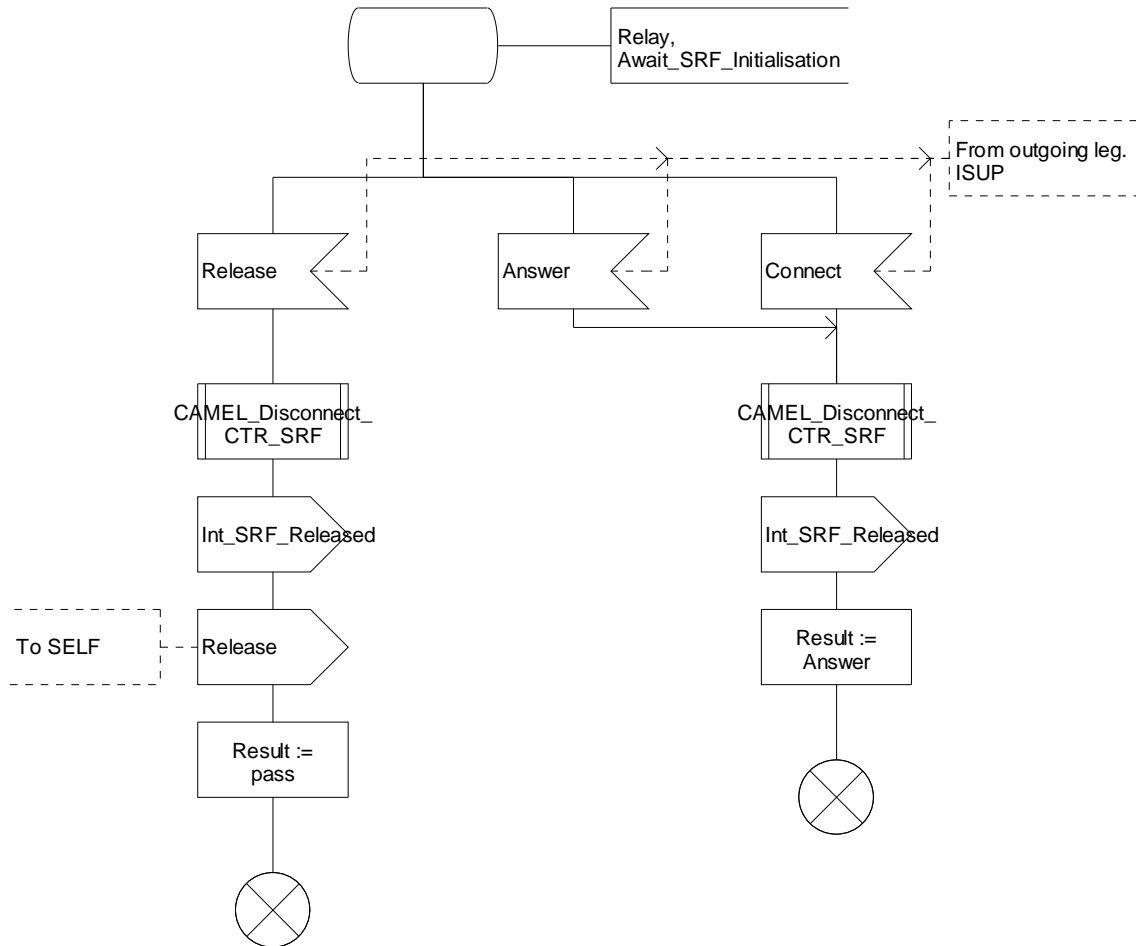 Relay,
Await_SRF_Initialisation
From outgoing leg.
ISUP
Release
Answer
Connect
CAMEL_Disconnect_
CTR_SRF
CAMEL_Disconnect_
CTR_SRF
Int_SRF_Released
Int_SRF_Released
To SELF
Release
Result :=
Answer
Result :=
pass